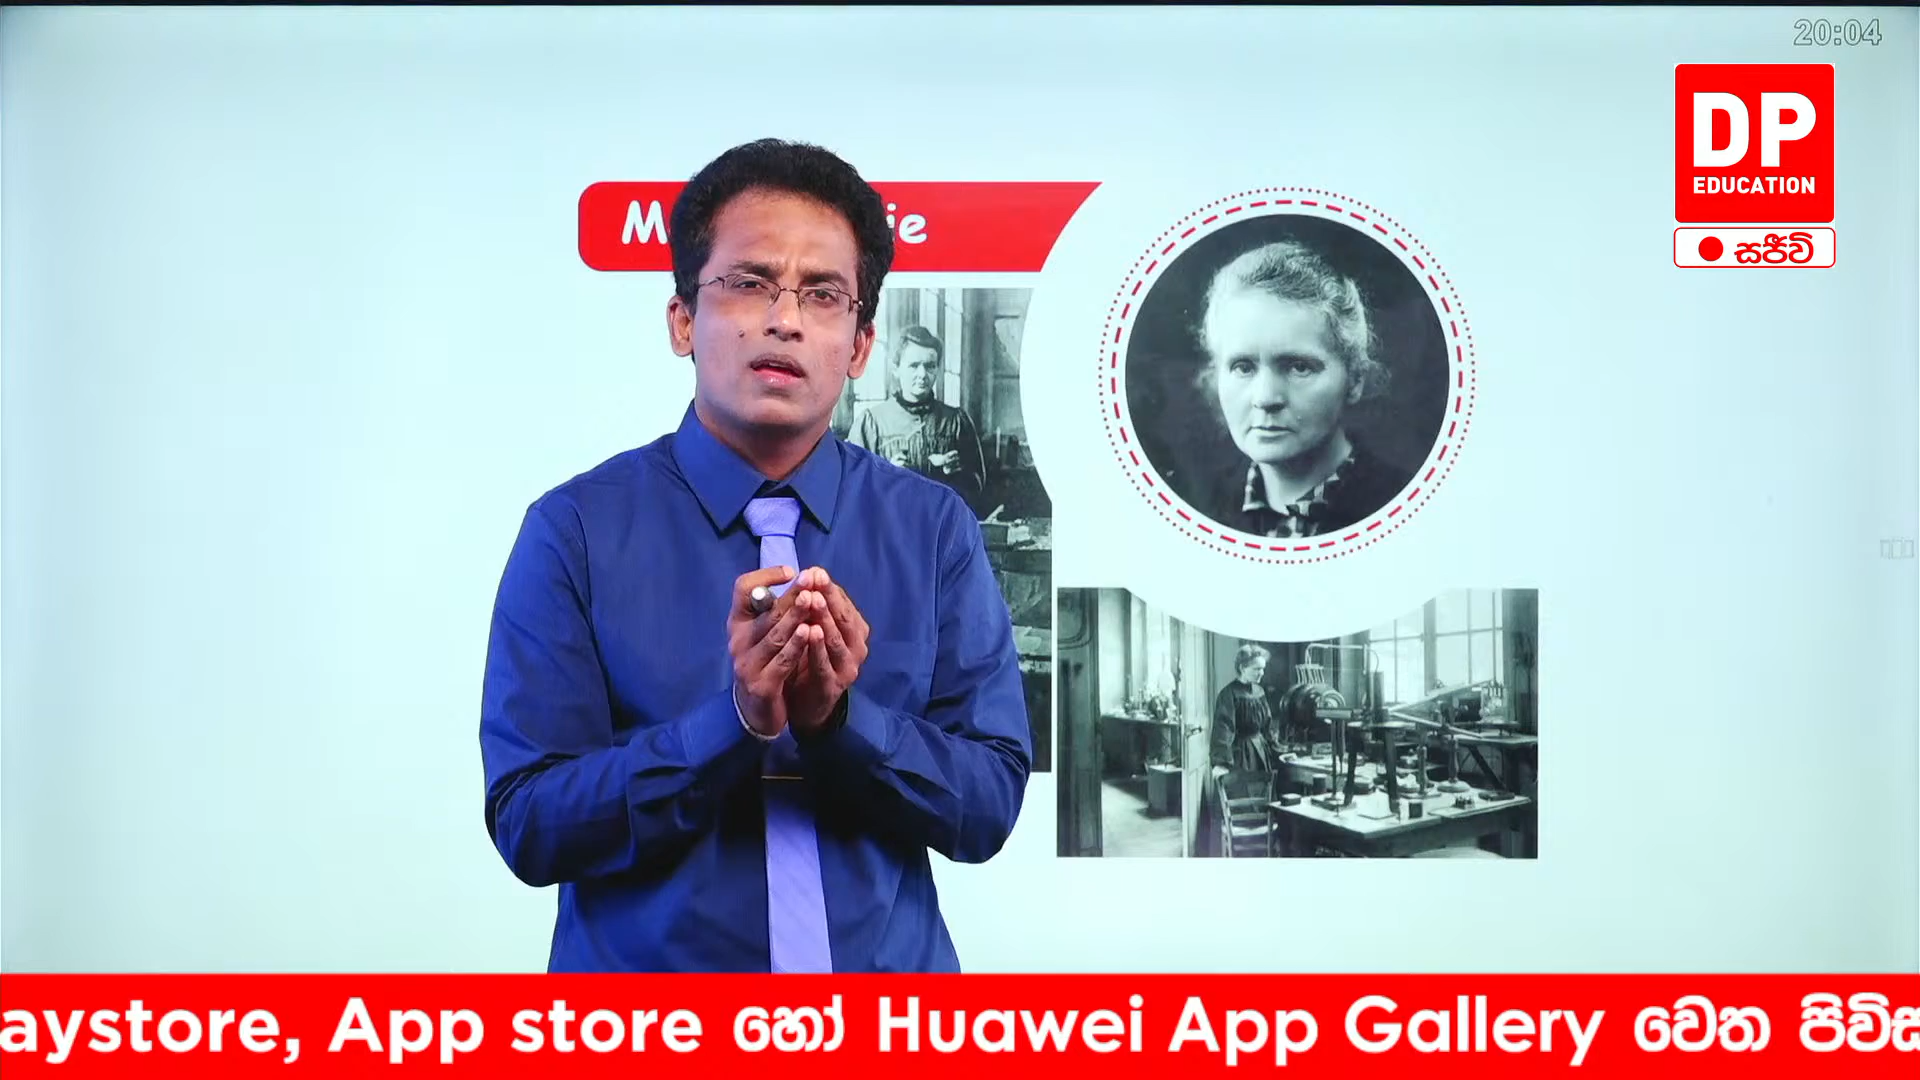 20:04
DP
EDUCATION
සජීවි
aystore, App store හෝ Huawei App Gallery වෙත